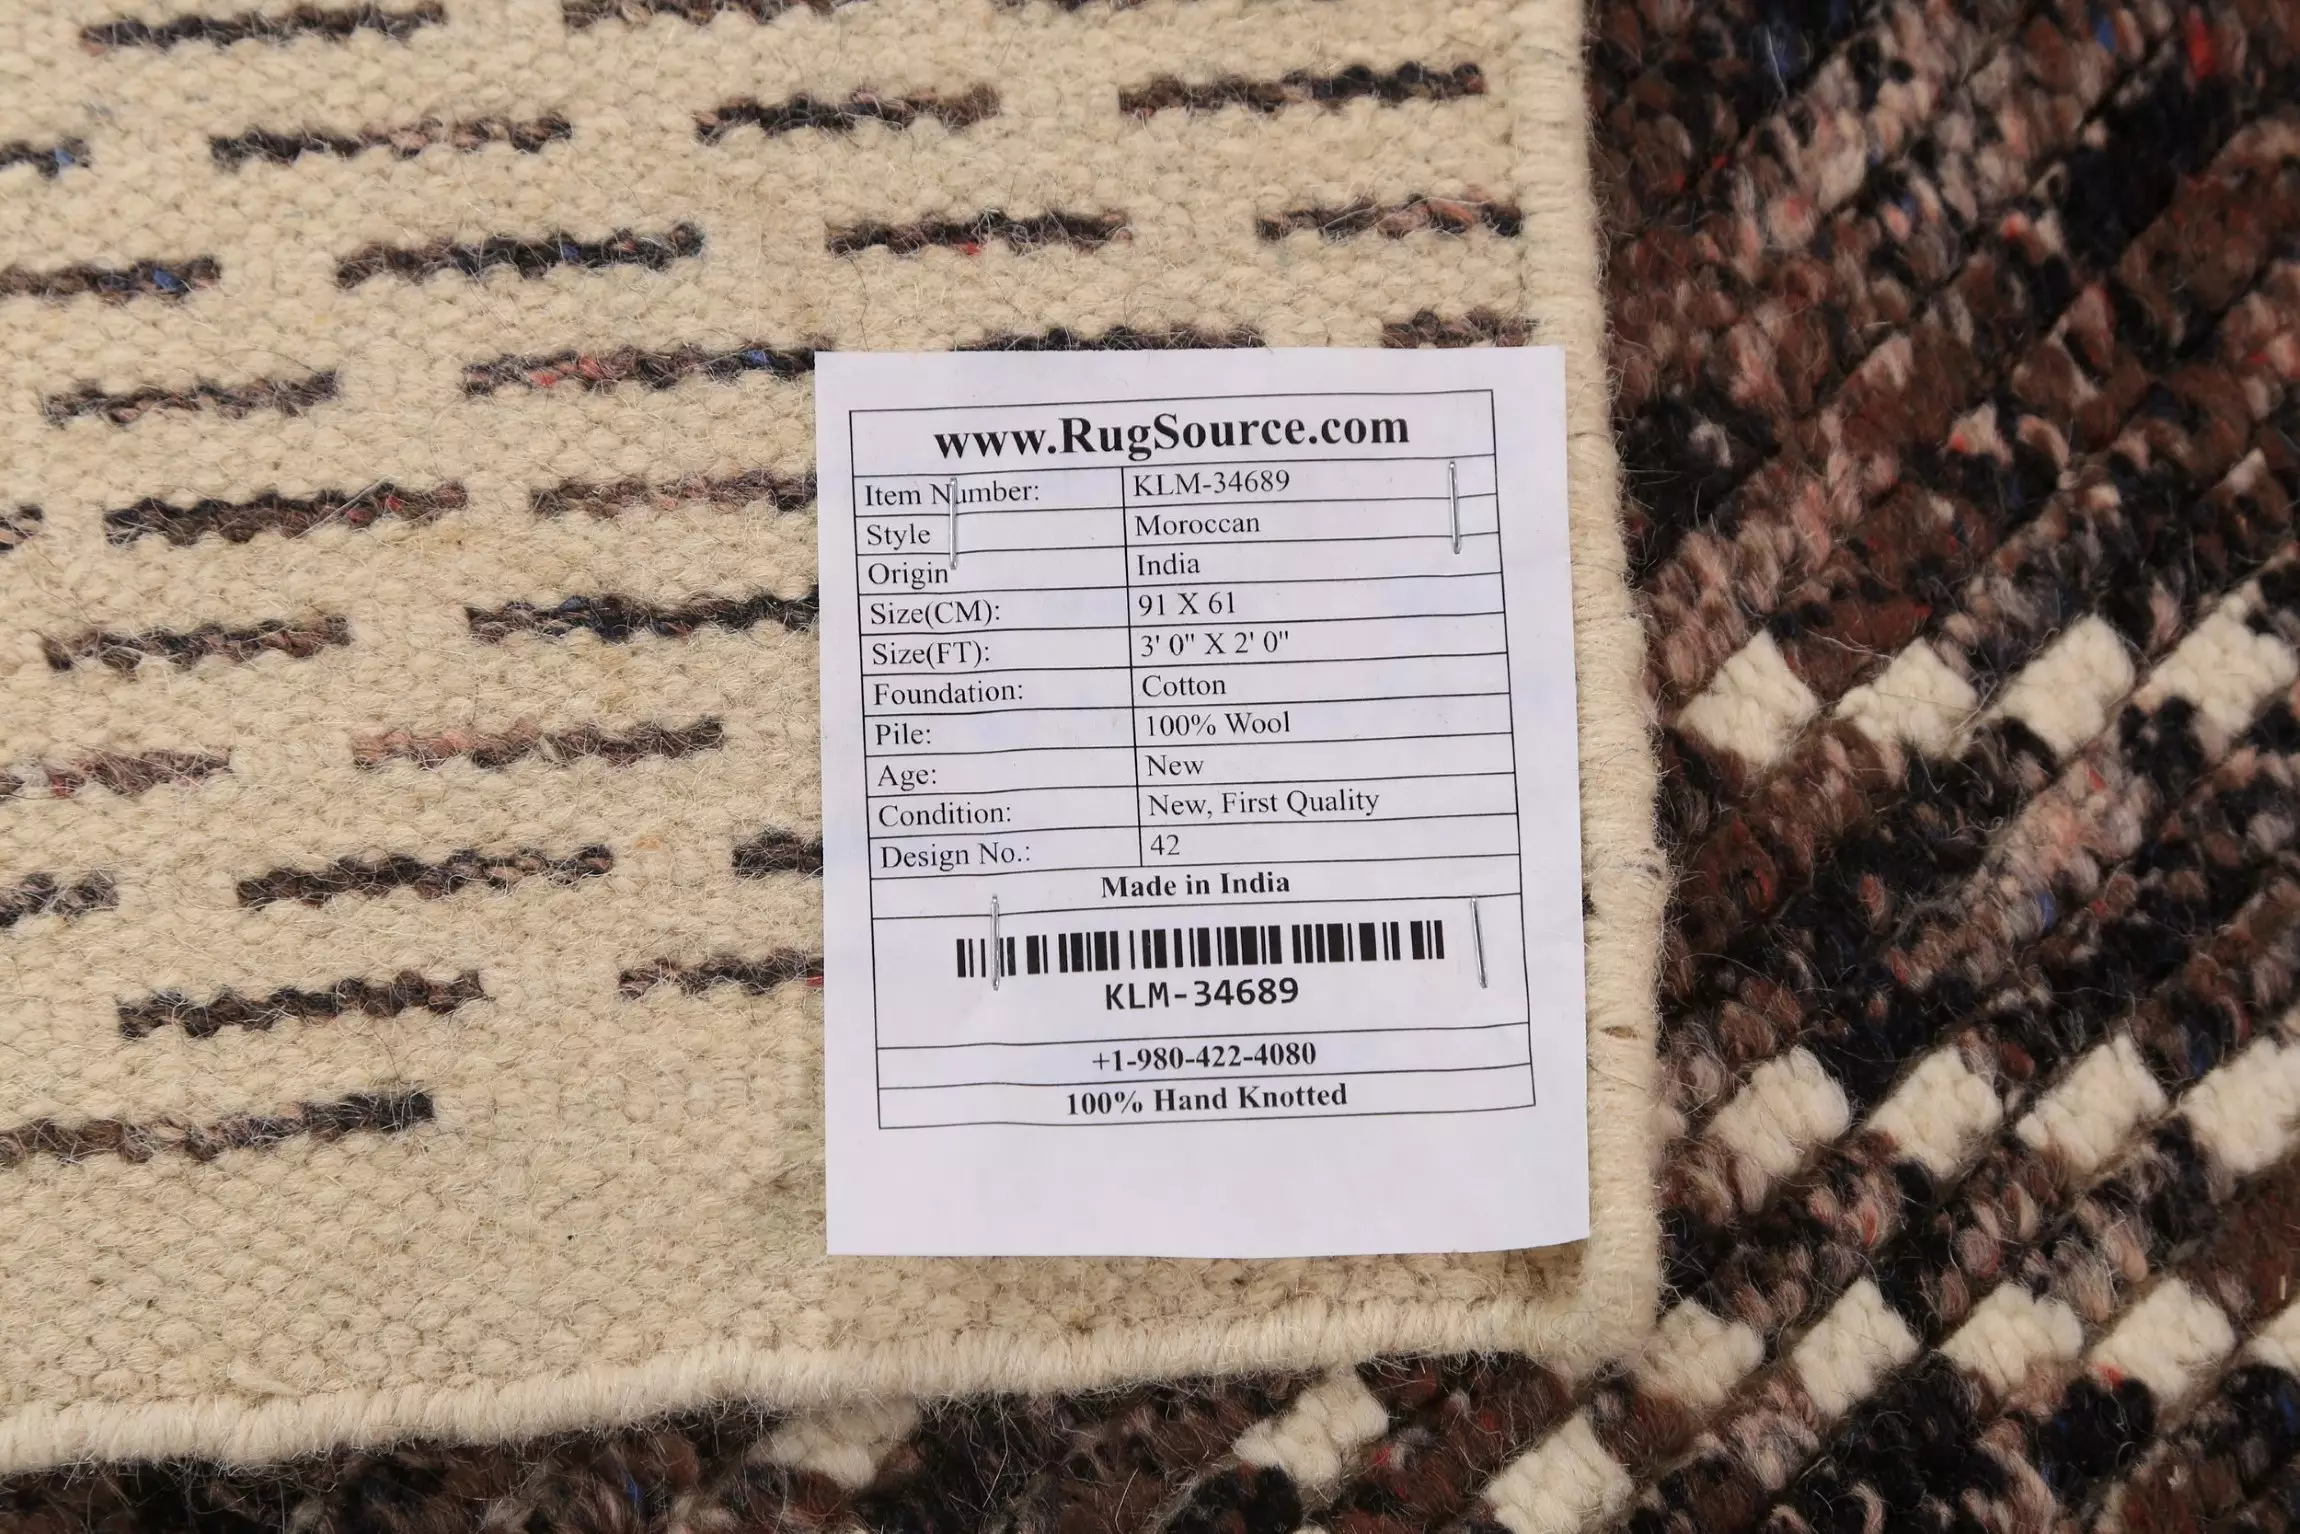 www.RugSource.com
Item Number: KLM-34689
Style Moroccan
Origin India
Size(CM): 91 X 61
Size(FT): 3' 0" X 2' 0"
Foundation: Cotton
Pile: 100% Wool
Age: New
Condition: New, First Quality
Design No.: 42
Made in India
KLM-34689
+1-980-422-4080
100% Hand Knotted